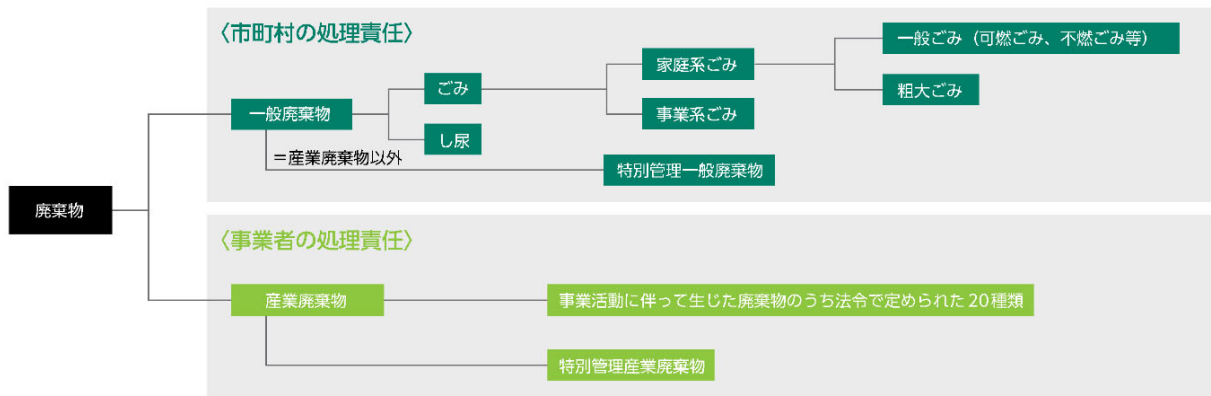 〈市町村の処理責任〉
一般ごみ（可燃ごみ、不燃ごみ等）
家庭系ごみ
ごみ
粗大ごみ
一般廃棄物
事業系ごみ
し尿
＝産業廃棄物以外
特別管理一般廃棄物
廃棄物
〈事業者の処理責任〉
産業廃棄物
事業活動に伴って生じた廃棄物のうち法令で定められた20種類
特別管理産業廃棄物